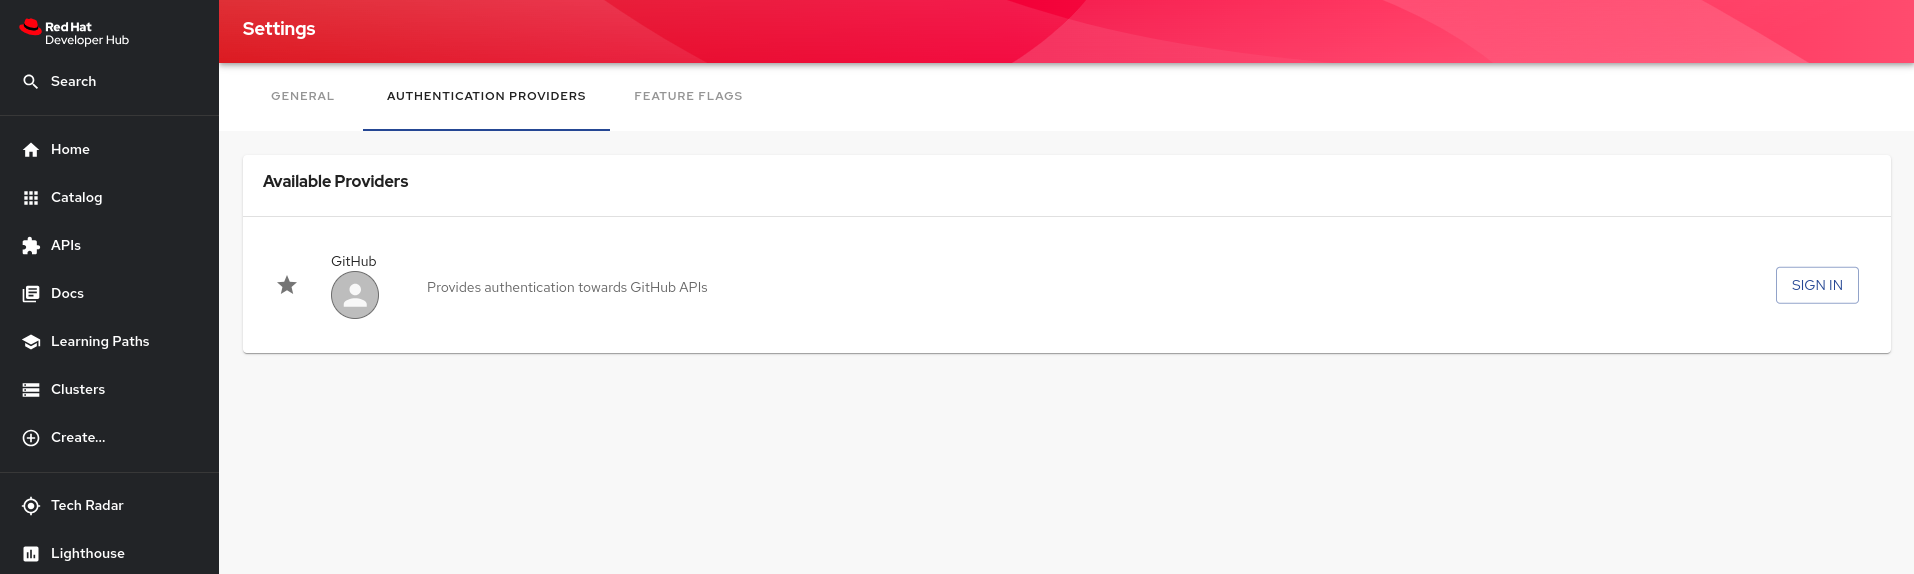 Red Hat
Developer Hub
Search
Home
Catalog
APIs
Docs
Learning Paths
Clusters
Create...
Tech Radar
Lighthouse
Settings
GENERAL
AUTHENTICATION PROVIDERS
FEATURE FLAGS
Available Providers
GitHub
Provides authentication towards GitHub APIs
SIGN IN